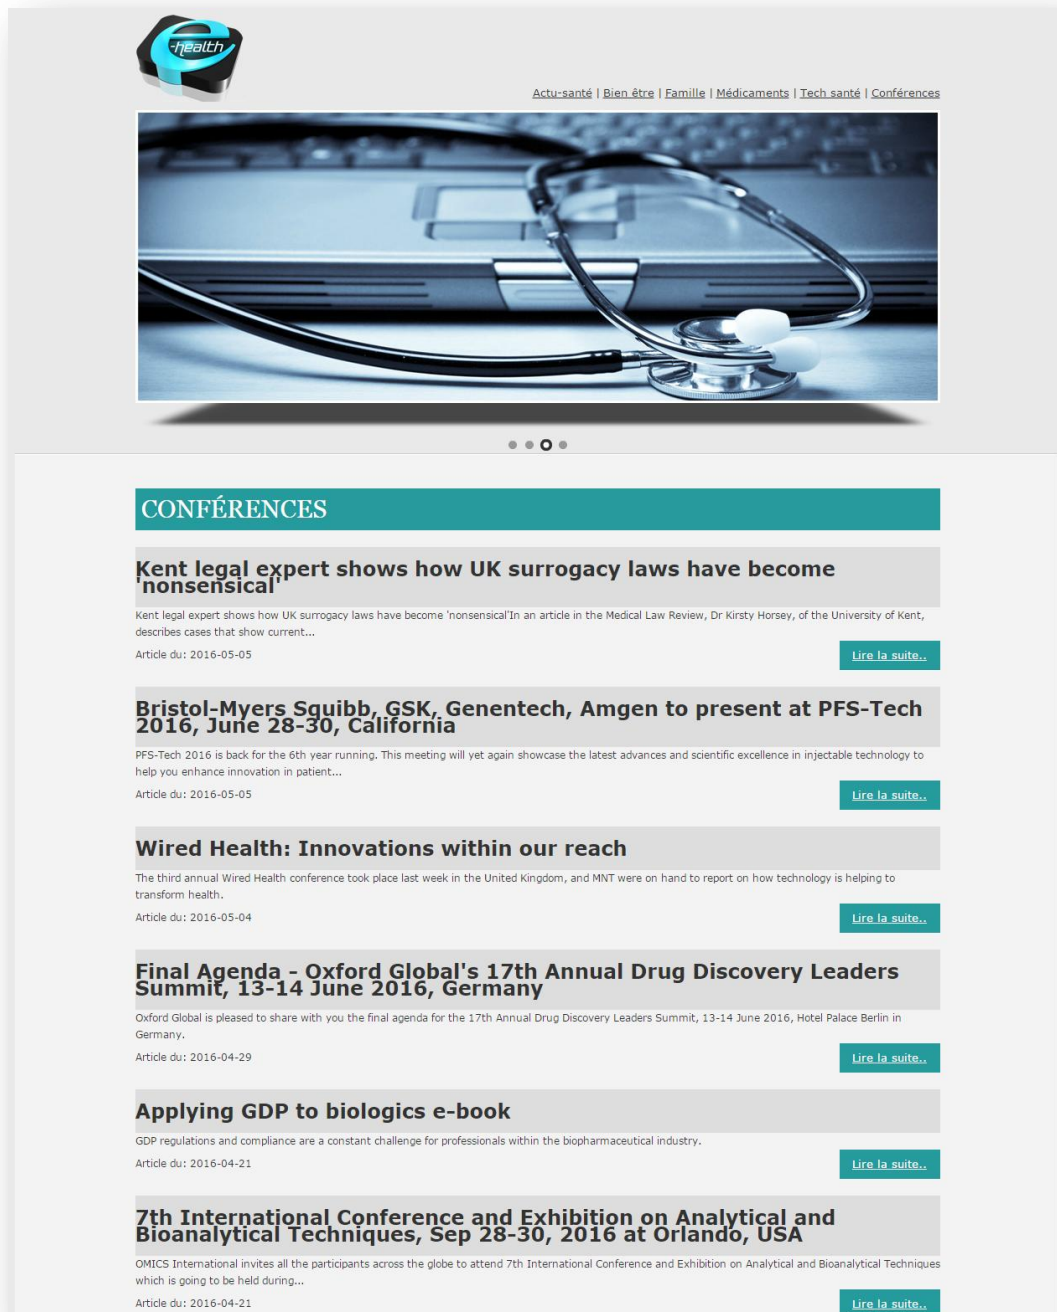 e-health
Actu-santé | Bien être | Famille | Médicaments | Tech santé | Conférences
CONFÉRENCES
Kent legal expert shows how UK surrogacy laws have become
'nonsensical'
Kent legal expert shows how UK surrogacy laws have become 'nonsensical'In an article in the Medical Law Review, Dr Kirsty Horsey, of the University of Kent,
describes cases that show current...
Article du: 2016-05-05
Lire la suite..
Bristol-Myers Squibb, GSK, Genentech, Amgen to present at PFS-Tech
2016, June 28-30, California
PFS-Tech 2016 is back for the 6th year running. This meeting will yet again showcase the latest advances and scientific excellence in injectable technology to
help you enhance innovation in patient...
Article du: 2016-05-05
Lire la suite..
Wired Health: Innovations within our reach
The third annual Wired Health conference took place last week in the United Kingdom, and MNT were on hand to report on how technology is helping to
transform health.
Article du: 2016-05-04
Lire la suite..
Final Agenda - Oxford Global's 17th Annual Drug Discovery Leaders
Summit, 13-14 June 2016, Germany
Oxford Global is pleased to share with you the final agenda for the 17th Annual Drug Discovery Leaders Summit, 13-14 June 2016, Hotel Palace Berlin in
Germany.
Article du: 2016-04-29
Lire la suite..
Applying GDP to biologics e-book
GDP regulations and compliance are a constant challenge for professionals within the biopharmaceutical industry.
Article du: 2016-04-21
Lire la suite..
7th International Conference and Exhibition on Analytical and
Bioanalytical Techniques, Sep 28-30, 2016 at Orlando, USA
OMICS International invites all the participants across the globe to attend 7th International Conference and Exhibition on Analytical and Bioanalytical Techniques
which is going to be held during...
Article du: 2016-04-21
Lire la suite..